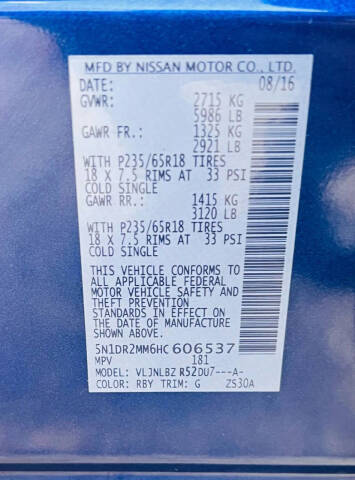 MFD BY NISSAN MOTOR CO., LTD.
DATE: 08/16
GVWR: 2715 KG
5986 LB
GAWR FR.: 1325 KG
2921 LB
WITH P235/65R18 TIRES
18 X 7.5 RIMS AT 33 PSI
COLD SINGLE
GAWR RR.: 1415 KG
3120 LB
WITH P235/65R18 TIRES
18 X 7.5 RIMS AT 33 PSI
COLD SINGLE
THIS VEHICLE CONFORMS TO
ALL APPLICABLE FEDERAL
MOTOR VEHICLE SAFETY AND
THEFT PREVENTION
STANDARDS IN EFFECT ON
THE DATE OF MANUFACTURE
SHOWN ABOVE.
5N1DR2MM6HC606537
MPV 181
MODEL: VLJNLBZ R52DU7---A-
COLOR: RBY TRIM: G ZS30A